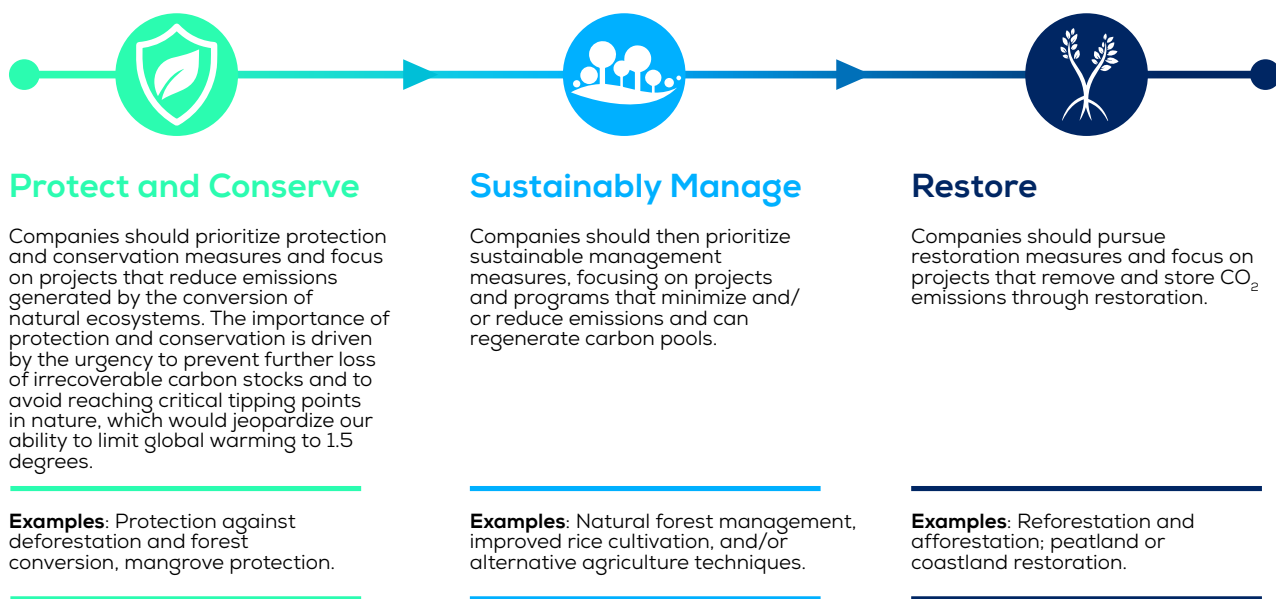 Protect and Conserve
Companies should prioritize protection
and conservation measures and focus
on projects that reduce emissions
generated by the conversion of
natural ecosystems. The importance of
protection and conservation is driven
by the urgency to prevent further loss
of irrecoverable carbon stocks and to
avoid reaching critical tipping points
in nature, which would jeopardize our
ability to limit global warming to 1.5
degrees.
Examples: Protection against
deforestation and forest
conversion, mangrove protection.
Sustainably Manage
Companies should then prioritize
sustainable management
measures, focusing on projects
and programs that minimize and/
or reduce emissions and can
regenerate carbon pools.
Examples: Natural forest management,
improved rice cultivation, and/or
alternative agriculture techniques.
Restore
Companies should pursue
restoration measures and focus on
projects that remove and store CO₂
emissions through restoration.
Examples: Reforestation and
afforestation; peatland or
coastland restoration.